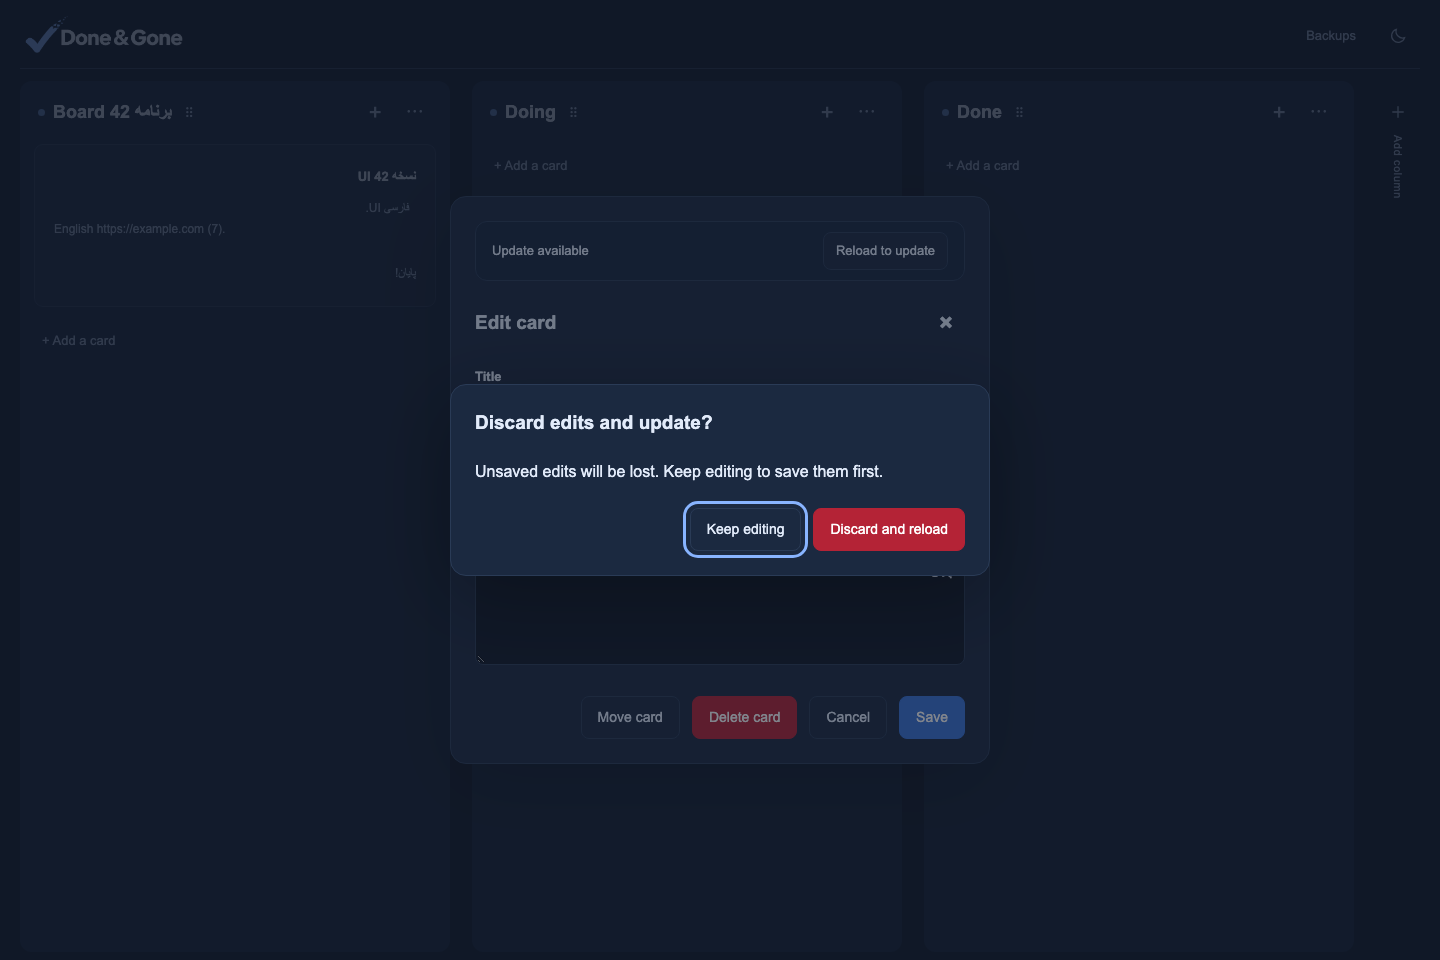 Done&Gone
Backups
Board 42 برنامه
نسخه 42 UI
فارسی UI.
English https://example.com (7).
پایان!
+ Add a card
Doing
+ Add a card
Done
+ Add a card
Add column
Update available
Reload to update
Edit card
Title
Discard edits and update?
Unsaved edits will be lost. Keep editing to save them first.
Keep editing
Discard and reload
Move card
Delete card
Cancel
Save